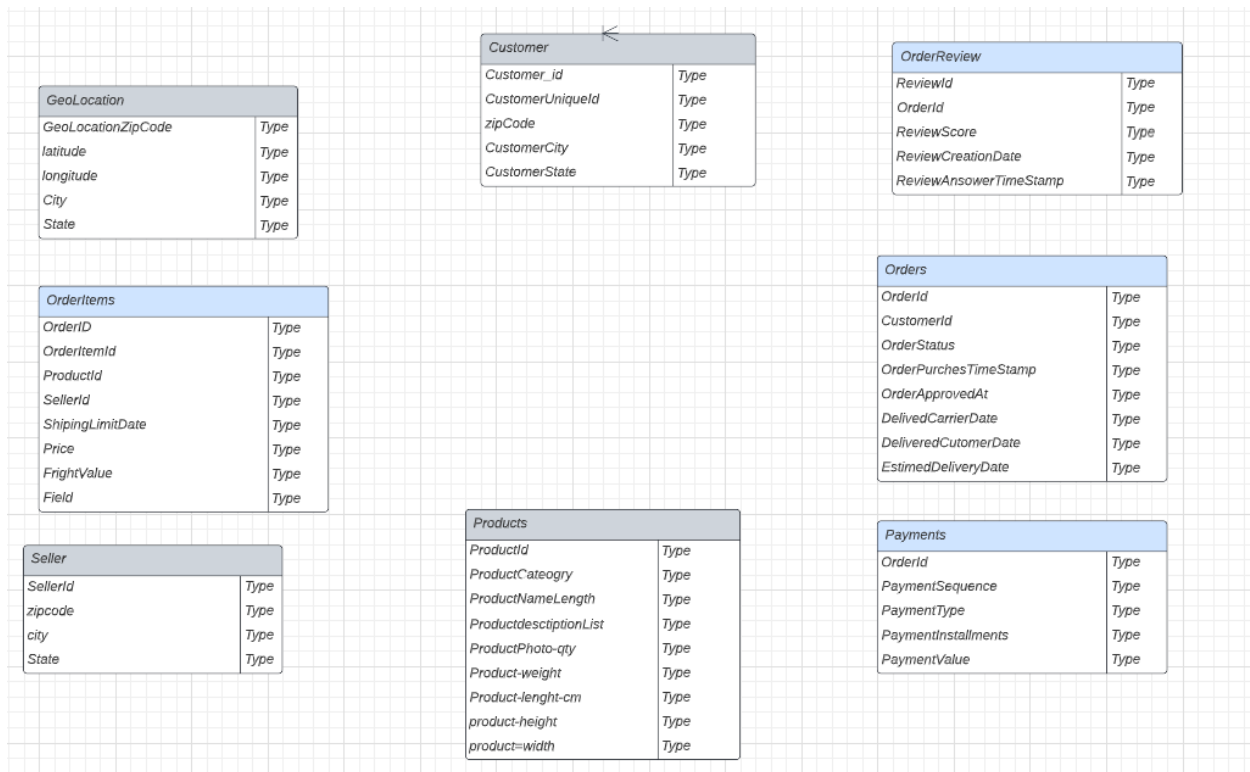 GeoLocation
GeoLocationZipCode Type
latitude Type
longitude Type
City Type
State Type
Customer
Customer_id Type
CustomerUniqueId Type
zipCode Type
CustomerCity Type
CustomerState Type
OrderReview
ReviewId Type
OrderId Type
ReviewScore Type
ReviewCreationDate Type
ReviewAnsowerTimeStamp Type
OrderItems
OrderID Type
OrderItemId Type
ProductId Type
SellerId Type
ShipingLimitDate Type
Price Type
FrightValue Type
Field Type
Orders
OrderId Type
CustomerId Type
OrderStatus Type
OrderPurchesTimeStamp Type
OrderApprovedAt Type
DelivedCarrierDate Type
DeliveredCutomerDate Type
EstimedDeliveryDate Type
Seller
SellerId Type
zipcode Type
city Type
State Type
Products
ProductId Type
ProductCateogry Type
ProductNameLength Type
ProductdesctiptionList Type
ProductPhoto-qty Type
Product-weight Type
Product-lenght-cm Type
product-height Type
product=width Type
Payments
OrderId Type
PaymentSequence Type
PaymentType Type
PaymentInstallments Type
PaymentValue Type